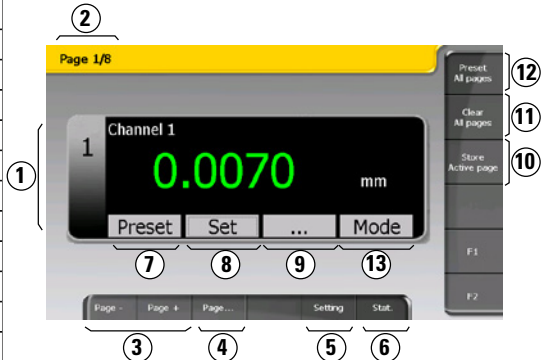 2
Page 1/8
Preset
All pages
12
Clear
All pages
11
Store
Active page
10
1
1
Channel 1
0.0070
mm
Preset
Set
...
Mode
7
8
9
13
F1
F2
Page -
Page +
Page...
Setting
Stat.
3
4
5
6